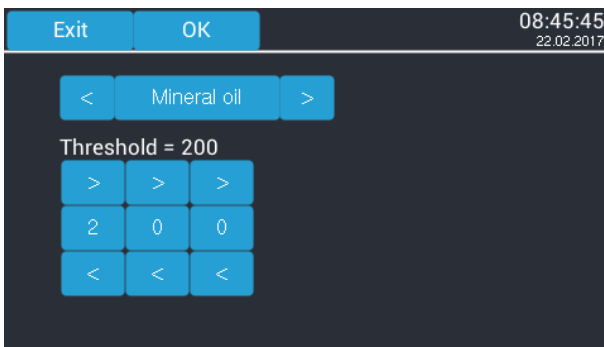 Exit OK 08:45:45
22.02.2017
< Mineral oil >
Threshold = 200
> > >
2 0 0
< < <